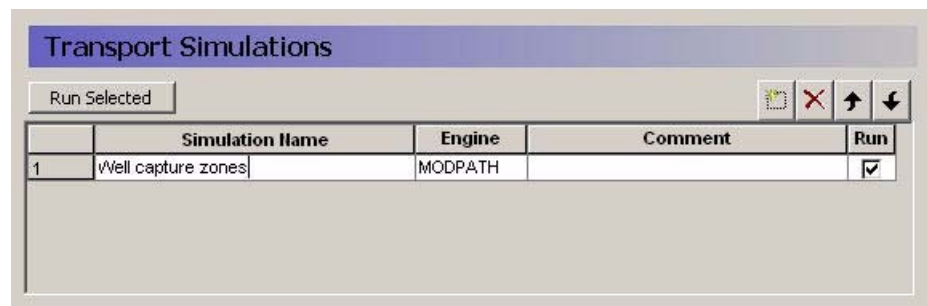 Transport Simulations
Run Selected
Simulation Name Engine Comment Run
1 Well capture zones MODPATH